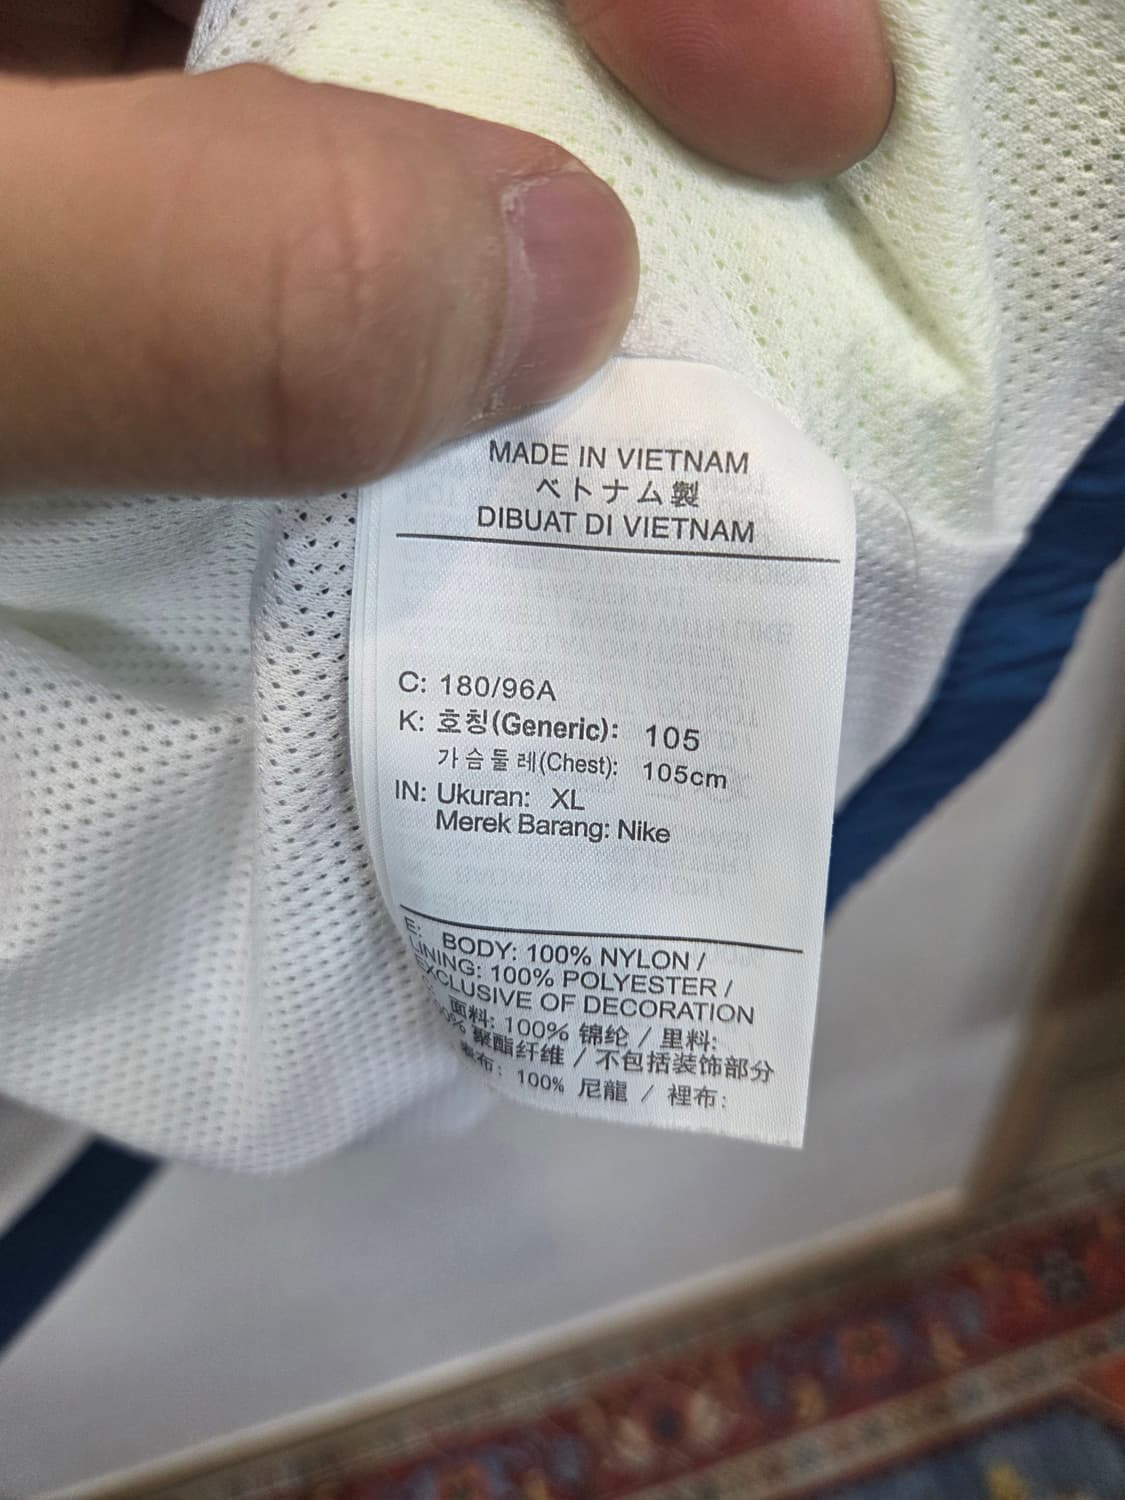 MADE IN VIETNAM
ベトナム製
DIBUAT DI VIETNAM
C: 180/96A
K: 호칭(Generic): 105
가슴둘레(Chest): 105cm
IN: Ukuran: XL
Merek Barang: Nike
E: BODY: 100% NYLON /
LINING: 100% POLYESTER /
EXCLUSIVE OF DECORATION
面料: 100% 锦纶 / 里料:
聚酯纤维 / 不包括装饰部分
布: 100% 尼龍 / 裡布: